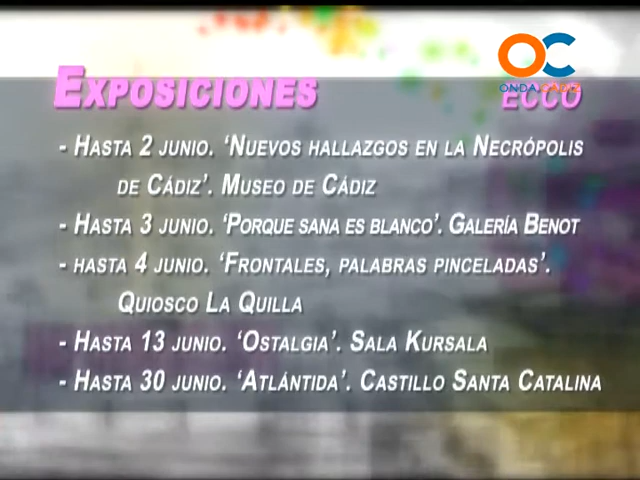 OC
ONDACÁDIZ
EXPOSICIONES
ECCO
- HASTA 2 JUNIO. ‘NUEVOS HALLAZGOS EN LA NECRÓPOLIS
DE CÁDIZ’. MUSEO DE CÁDIZ
- HASTA 3 JUNIO. ‘PORQUE SANA ES BLANCO’. GALERÍA BENOT
- HASTA 4 JUNIO. ‘FRONTALES, PALABRAS PINCELADAS’.
QUIOSCO LA QUILLA
- HASTA 13 JUNIO. ‘OSTALGIA’. SALA KURSALA
- HASTA 30 JUNIO. ‘ATLÁNTIDA’. CASTILLO SANTA CATALINA